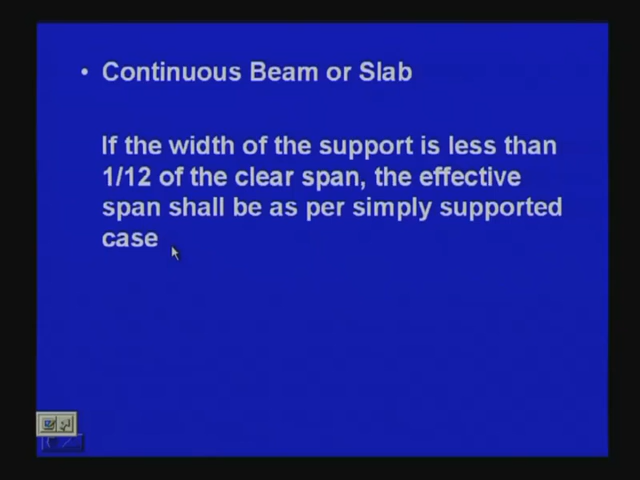 • Continuous Beam or Slab
If the width of the support is less than
1/12 of the clear span, the effective
span shall be as per simply supported
case